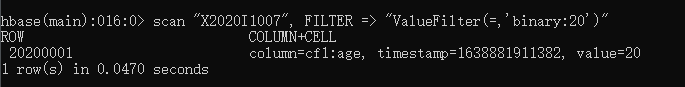 hbase(main):016:0> scan "X2020I1007", FILTER => "ValueFilter(=,'binary:20')"
ROW COLUMN+CELL
20200001 column=cf1:age, timestamp=1638881911382, value=20
1 row(s) in 0.0470 seconds